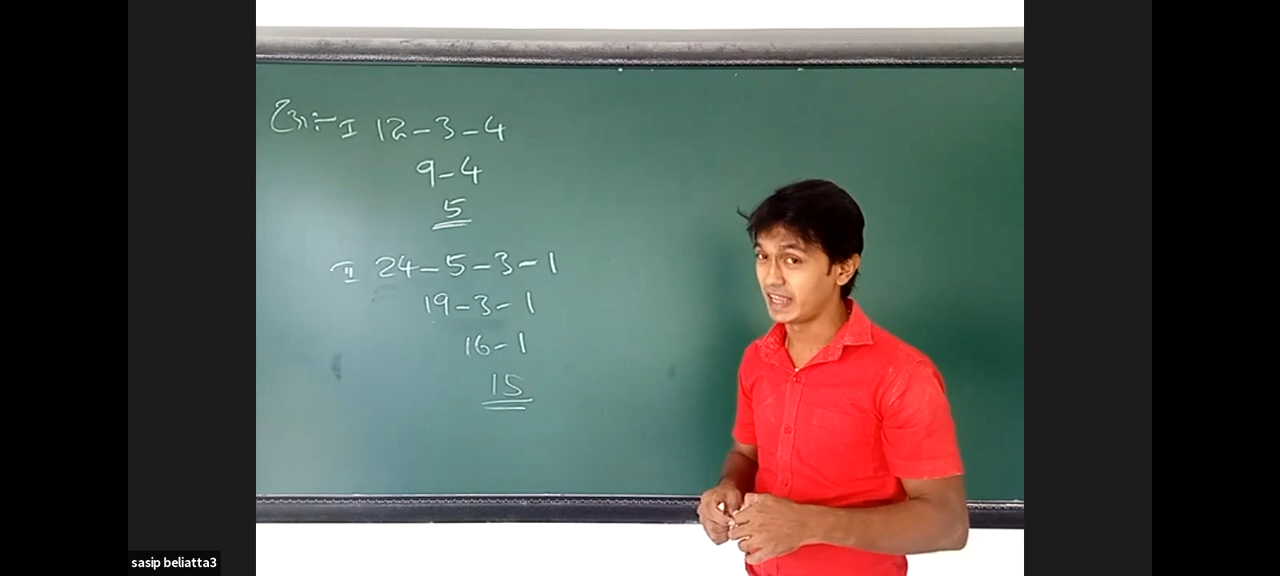 උදා:- I 12 - 3 - 4
9 - 4
5
II 24 - 5 - 3 - 1
19 - 3 - 1
16 - 1
15
sasip beliatta3